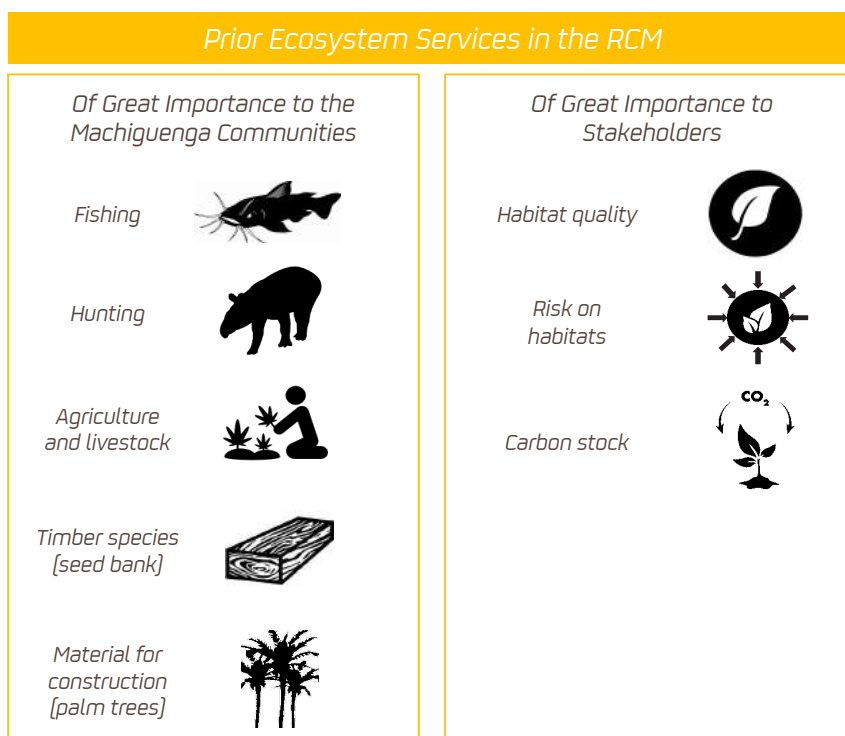 Prior Ecosystem Services in the RCM
Of Great Importance to the
Machiguenga Communities
Fishing
Hunting
Agriculture
and livestock
Timber species
[seed bank]
Material for
construction
[palm trees]
Of Great Importance to
Stakeholders
Habitat quality
Risk on
habitats
CO₂
Carbon stock